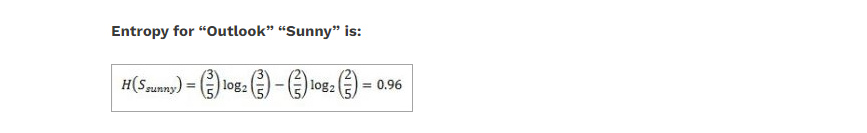 Entropy for “Outlook” “Sunny” is:
H(S_sunny) = (3/5) log₂ (3/5) − (2/5) log₂ (2/5) = 0.96